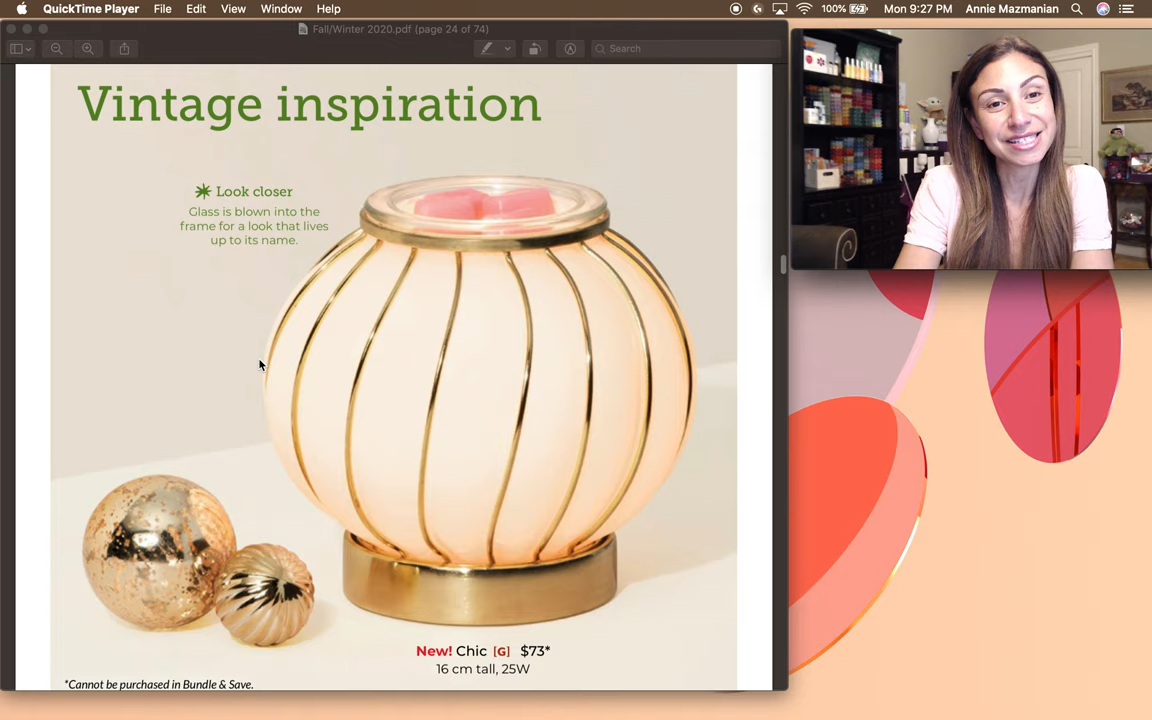 QuickTime Player File Edit View Window Help 100% Mon 9:27 PM Annie Mazmanian
Fall/Winter 2020.pdf (page 24 of 74)
Search
Vintage inspiration
Look closer
Glass is blown into the
frame for a look that lives
up to its name.
New! Chic [G] $73*
16 cm tall, 25W
*Cannot be purchased in Bundle & Save.